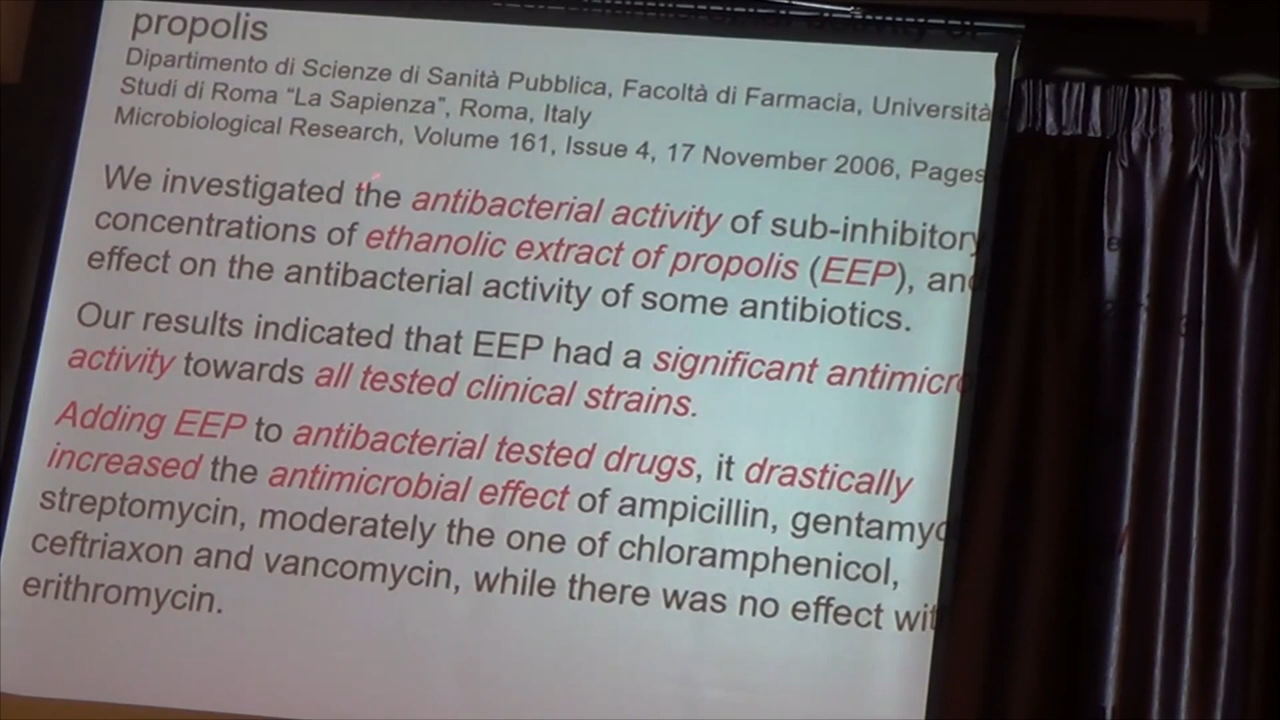 propolis
Dipartimento di Scienze di Sanità Pubblica, Facoltà di Farmacia, Università
Studi di Roma “La Sapienza”, Roma, Italy
Microbiological Research, Volume 161, Issue 4, 17 November 2006, Pages
We investigated the antibacterial activity of sub-inhibitory
concentrations of ethanolic extract of propolis (EEP), and
effect on the antibacterial activity of some antibiotics.
Our results indicated that EEP had a significant antimicro
activity towards all tested clinical strains.
Adding EEP to antibacterial tested drugs, it drastically
increased the antimicrobial effect of ampicillin, gentamyc
streptomycin, moderately the one of chloramphenicol,
ceftriaxon and vancomycin, while there was no effect wit
erithromycin.